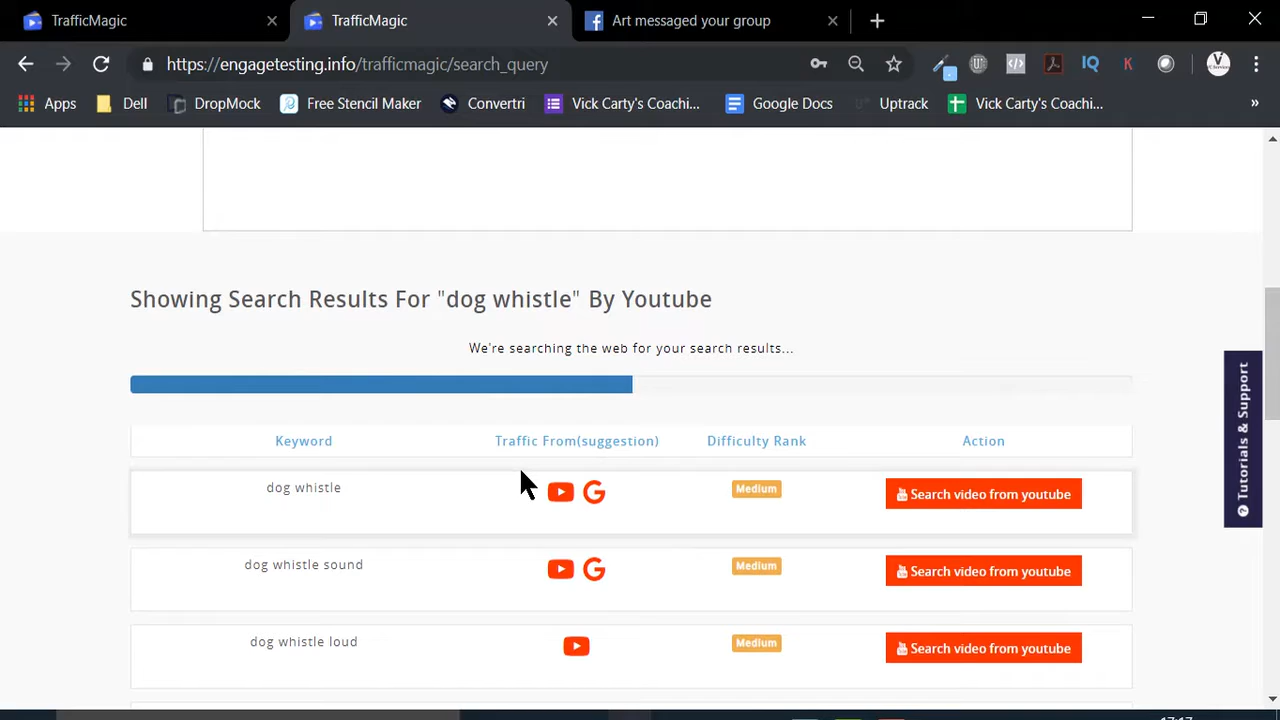 TrafficMagic
TrafficMagic
Art messaged your group
https://engagetesting.info/trafficmagic/search_query
Apps
Dell
DropMock
Free Stencil Maker
Convertri
Vick Carty's Coachi...
Google Docs
Uptrack
Vick Carty's Coachi...
Showing Search Results For "dog whistle" By Youtube
We're searching the web for your search results...
Keyword Traffic From(suggestion) Difficulty Rank Action
dog whistle Medium Search video from youtube
dog whistle sound Medium Search video from youtube
dog whistle loud Medium Search video from youtube
Tutorials & Support